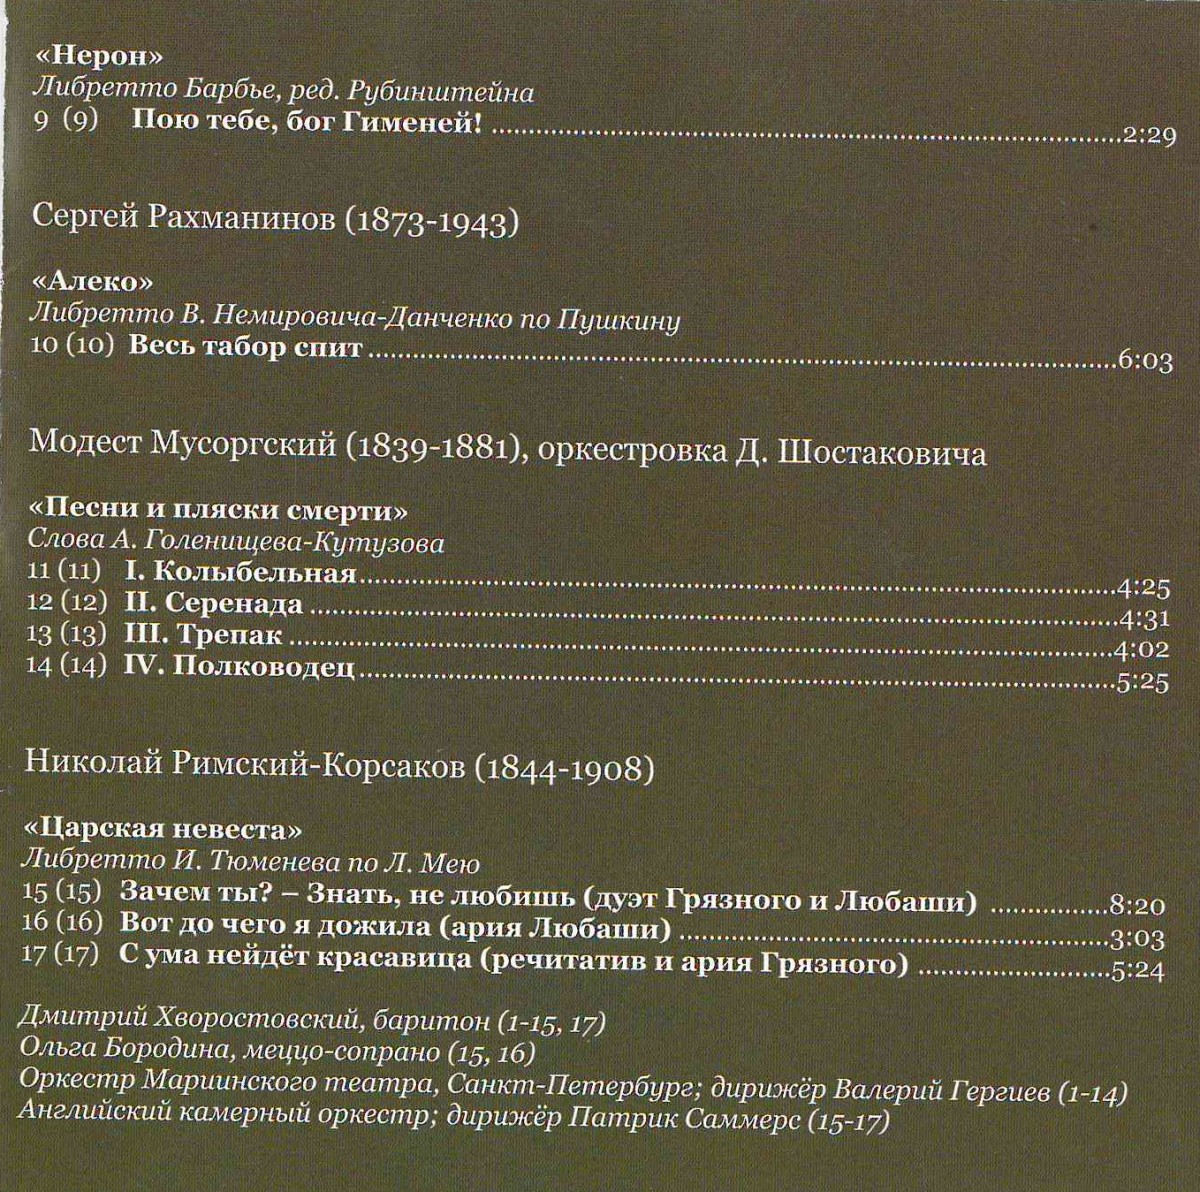 «Нерон»
Либретто Барбье, ред. Рубинштейна
9 (9) Пою тебе, бог Гименей! ........ 2:29
Сергей Рахманинов (1873-1943)
«Алеко»
Либретто В. Немировича-Данченко по Пушкину
10 (10) Весь табор спит ........ 6:03
Модест Мусоргский (1839-1881), оркестровка Д. Шостаковича
«Песни и пляски смерти»
Слова А. Голенищева-Кутузова
11 (11) I. Колыбельная ........ 4:25
12 (12) II. Серенада ........ 4:31
13 (13) III. Трепак ........ 4:02
14 (14) IV. Полководец ........ 5:25
Николай Римский-Корсаков (1844-1908)
«Царская невеста»
Либретто И. Тюменева по Л. Мею
15 (15) Зачем ты? – Знать, не любишь (дуэт Грязного и Любаши) ........ 8:20
16 (16) Вот до чего я дожила (ария Любаши) ........ 3:03
17 (17) С ума нейдёт красавица (речитатив и ария Грязного) ........ 5:24
Дмитрий Хворостовский, баритон (1-15, 17)
Ольга Бородина, меццо-сопрано (15, 16)
Оркестр Мариинского театра, Санкт-Петербург; дирижёр Валерий Гергиев (1-14)
Английский камерный оркестр; дирижёр Патрик Саммерс (15-17)